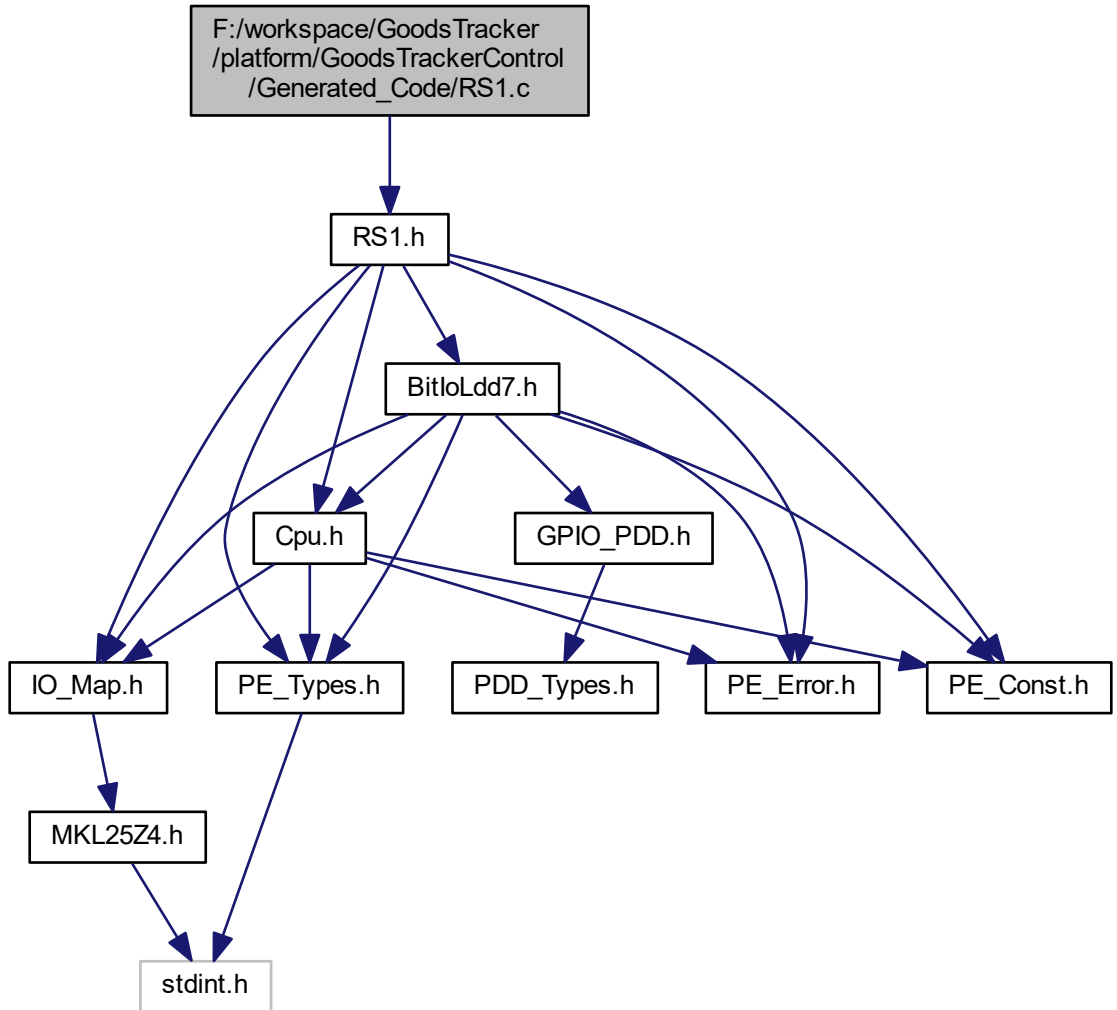 F:/workspace/GoodsTracker
/platform/GoodsTrackerControl
/Generated_Code/RS1.c
RS1.h
BitIoLdd7.h
Cpu.h
GPIO_PDD.h
IO_Map.h
PE_Types.h
PDD_Types.h
PE_Error.h
PE_Const.h
MKL25Z4.h
stdint.h